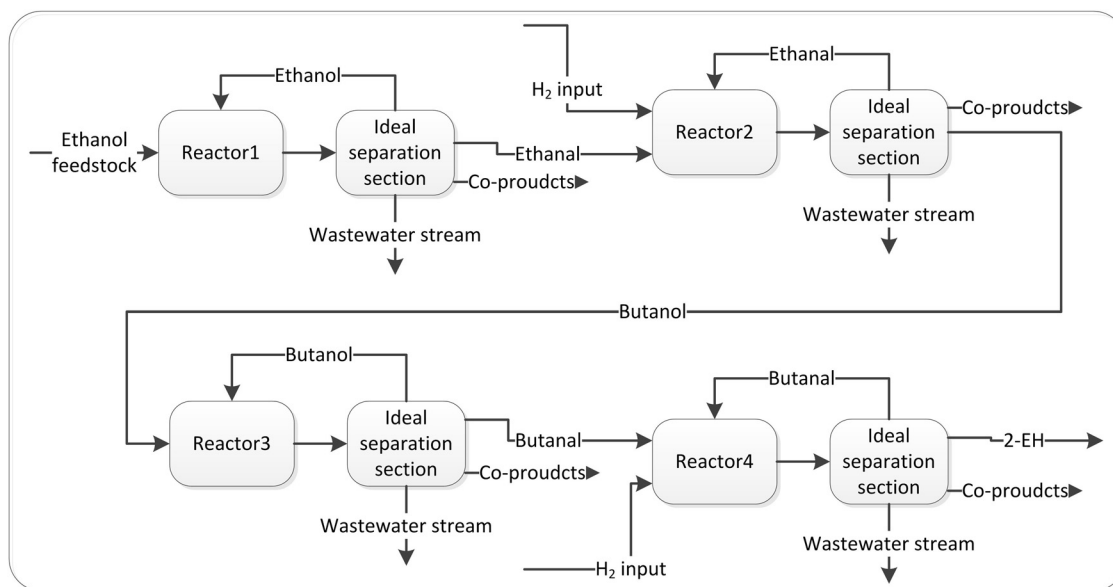 Ethanol
Ethanol
feedstock
Reactor1
Ideal
separation
section
Ethanal
Co-proudcts
Wastewater stream
H₂ input
Ethanal
Reactor2
Ideal
separation
section
Co-proudcts
Wastewater stream
Butanol
Butanol
Reactor3
Ideal
separation
section
Butanal
Co-proudcts
Wastewater stream
H₂ input
Butanal
Reactor4
Ideal
separation
section
2-EH
Co-proudcts
Wastewater stream